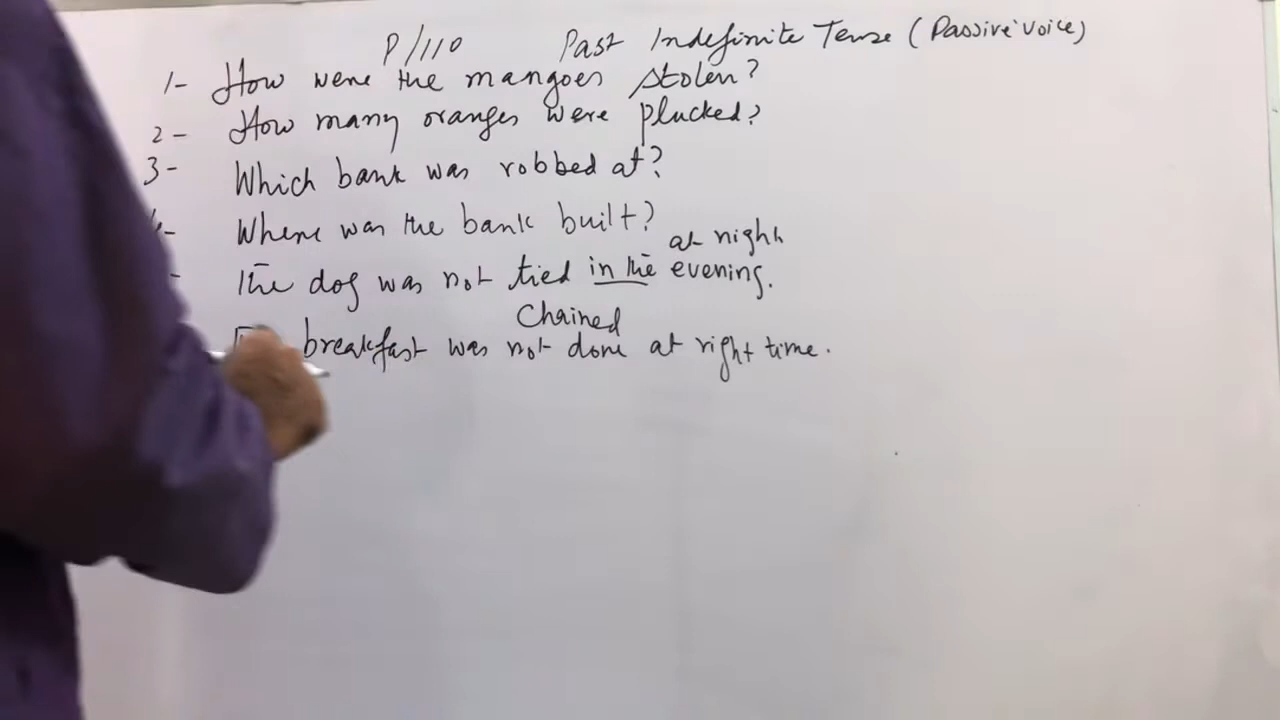 P/110 Past Indefinite Tense (Passive Voice)
1- How were the mangoes stolen?
2- How many oranges were plucked?
3- Which bank was robbed at?
Where was the bank built?
at night
The dog was not tied in the evening.
Chained
breakfast was not done at right time.